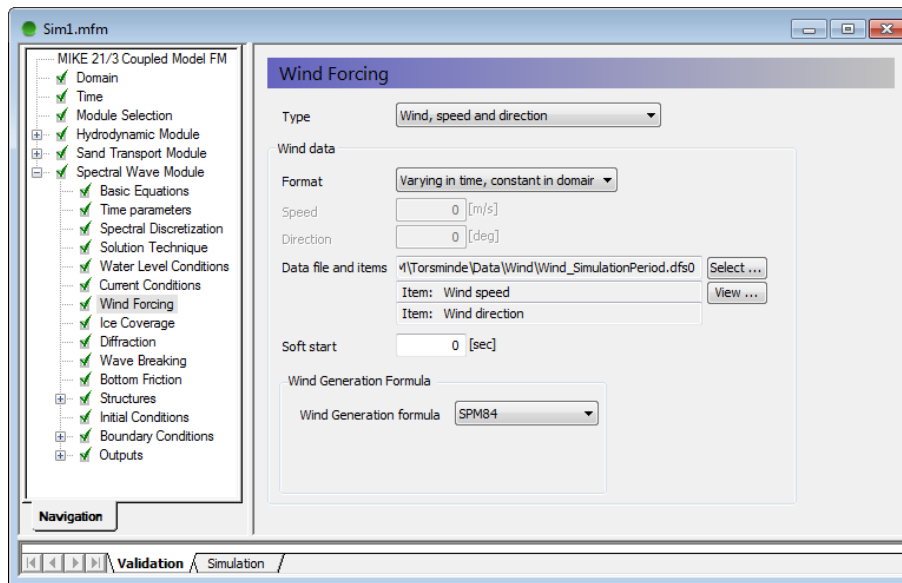 Sim1.mfm
MIKE 21/3 Coupled Model FM
Domain
Time
Module Selection
Hydrodynamic Module
Sand Transport Module
Spectral Wave Module
Basic Equations
Time parameters
Spectral Discretization
Solution Technique
Water Level Conditions
Current Conditions
Wind Forcing
Ice Coverage
Diffraction
Wave Breaking
Bottom Friction
Structures
Initial Conditions
Boundary Conditions
Outputs
Navigation
Wind Forcing
Type Wind, speed and direction
Wind data
Format Varying in time, constant in domair
Speed 0 [m/s]
Direction 0 [deg]
Data file and items \Torsminde\Data\Wind\Wind_SimulationPeriod.dfs0 Select ...
Item: Wind speed View ...
Item: Wind direction
Soft start 0 [sec]
Wind Generation Formula
Wind Generation formula SPM84
Validation Simulation